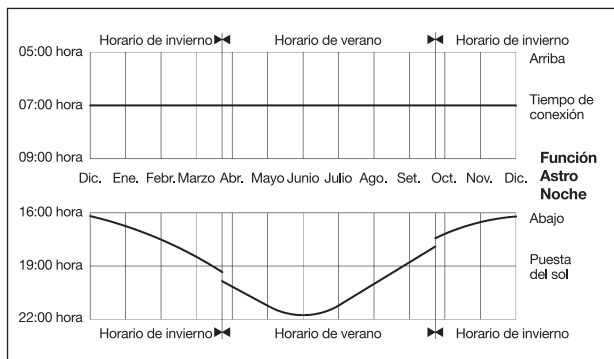 Horario de invierno Horario de verano Horario de invierno
05:00 hora Arriba
07:00 hora Tiempo de
conexión
09:00 hora
Función
Astro
Noche
Dic. Ene. Febr. Marzo Abr. Mayo Junio Julio Ago. Set. Oct. Nov. Dic.
16:00 hora Abajo
19:00 hora Puesta
del sol
22:00 hora
Horario de invierno Horario de verano Horario de invierno